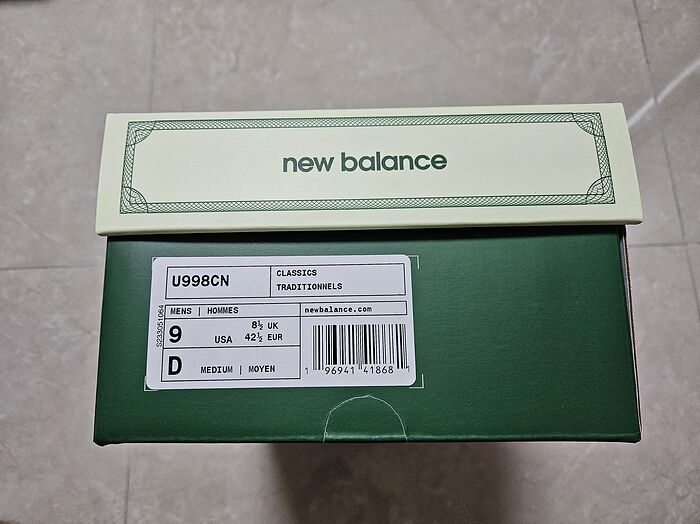 new balance
U998CN
CLASSICS
TRADITIONNELS
MENS | HOMMES
newbalance.com
9 USA 8½ UK
42½ EUR
D MEDIUM | MOYEN
S233051064
1 96941 41868 1